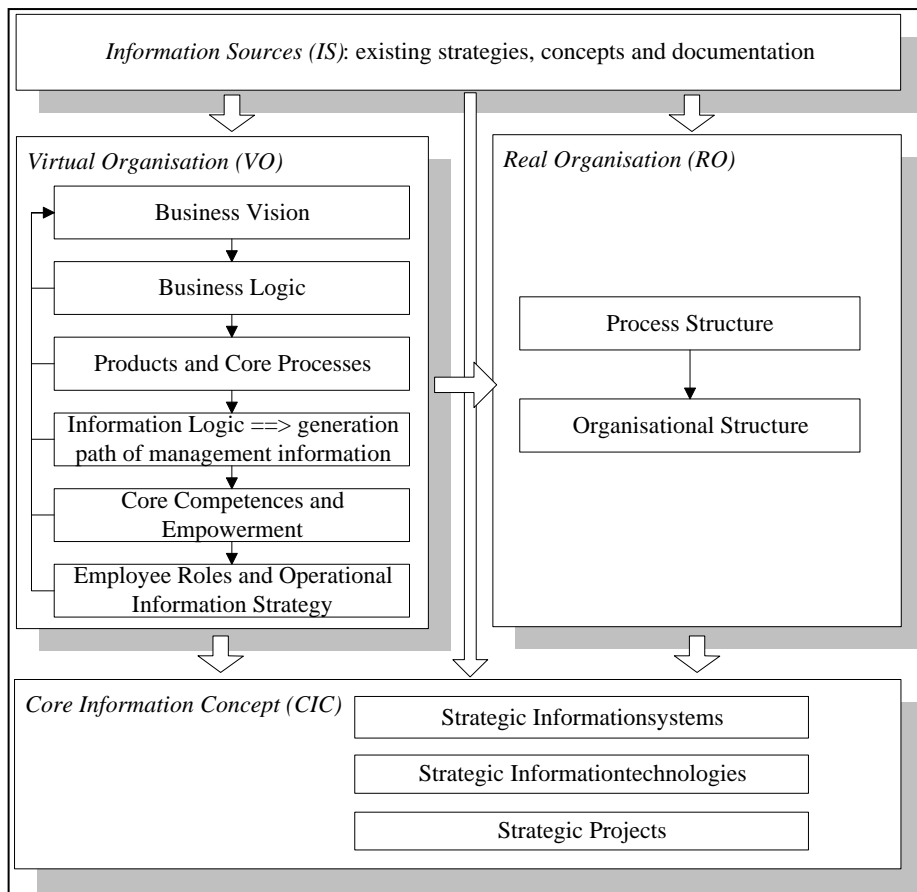 Information Sources (IS): existing strategies, concepts and documentation
Virtual Organisation (VO)
Business Vision
Business Logic
Products and Core Processes
Information Logic ==> generation
path of management information
Core Competences and
Empowerment
Employee Roles and Operational
Information Strategy
Real Organisation (RO)
Process Structure
Organisational Structure
Core Information Concept (CIC)
Strategic Informationsystems
Strategic Informationtechnologies
Strategic Projects